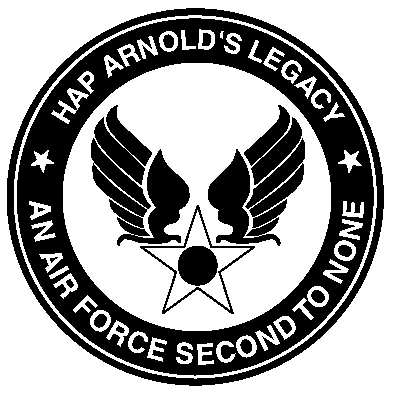 HAP ARNOLD'S LEGACY
AN AIR FORCE SECOND TO NONE